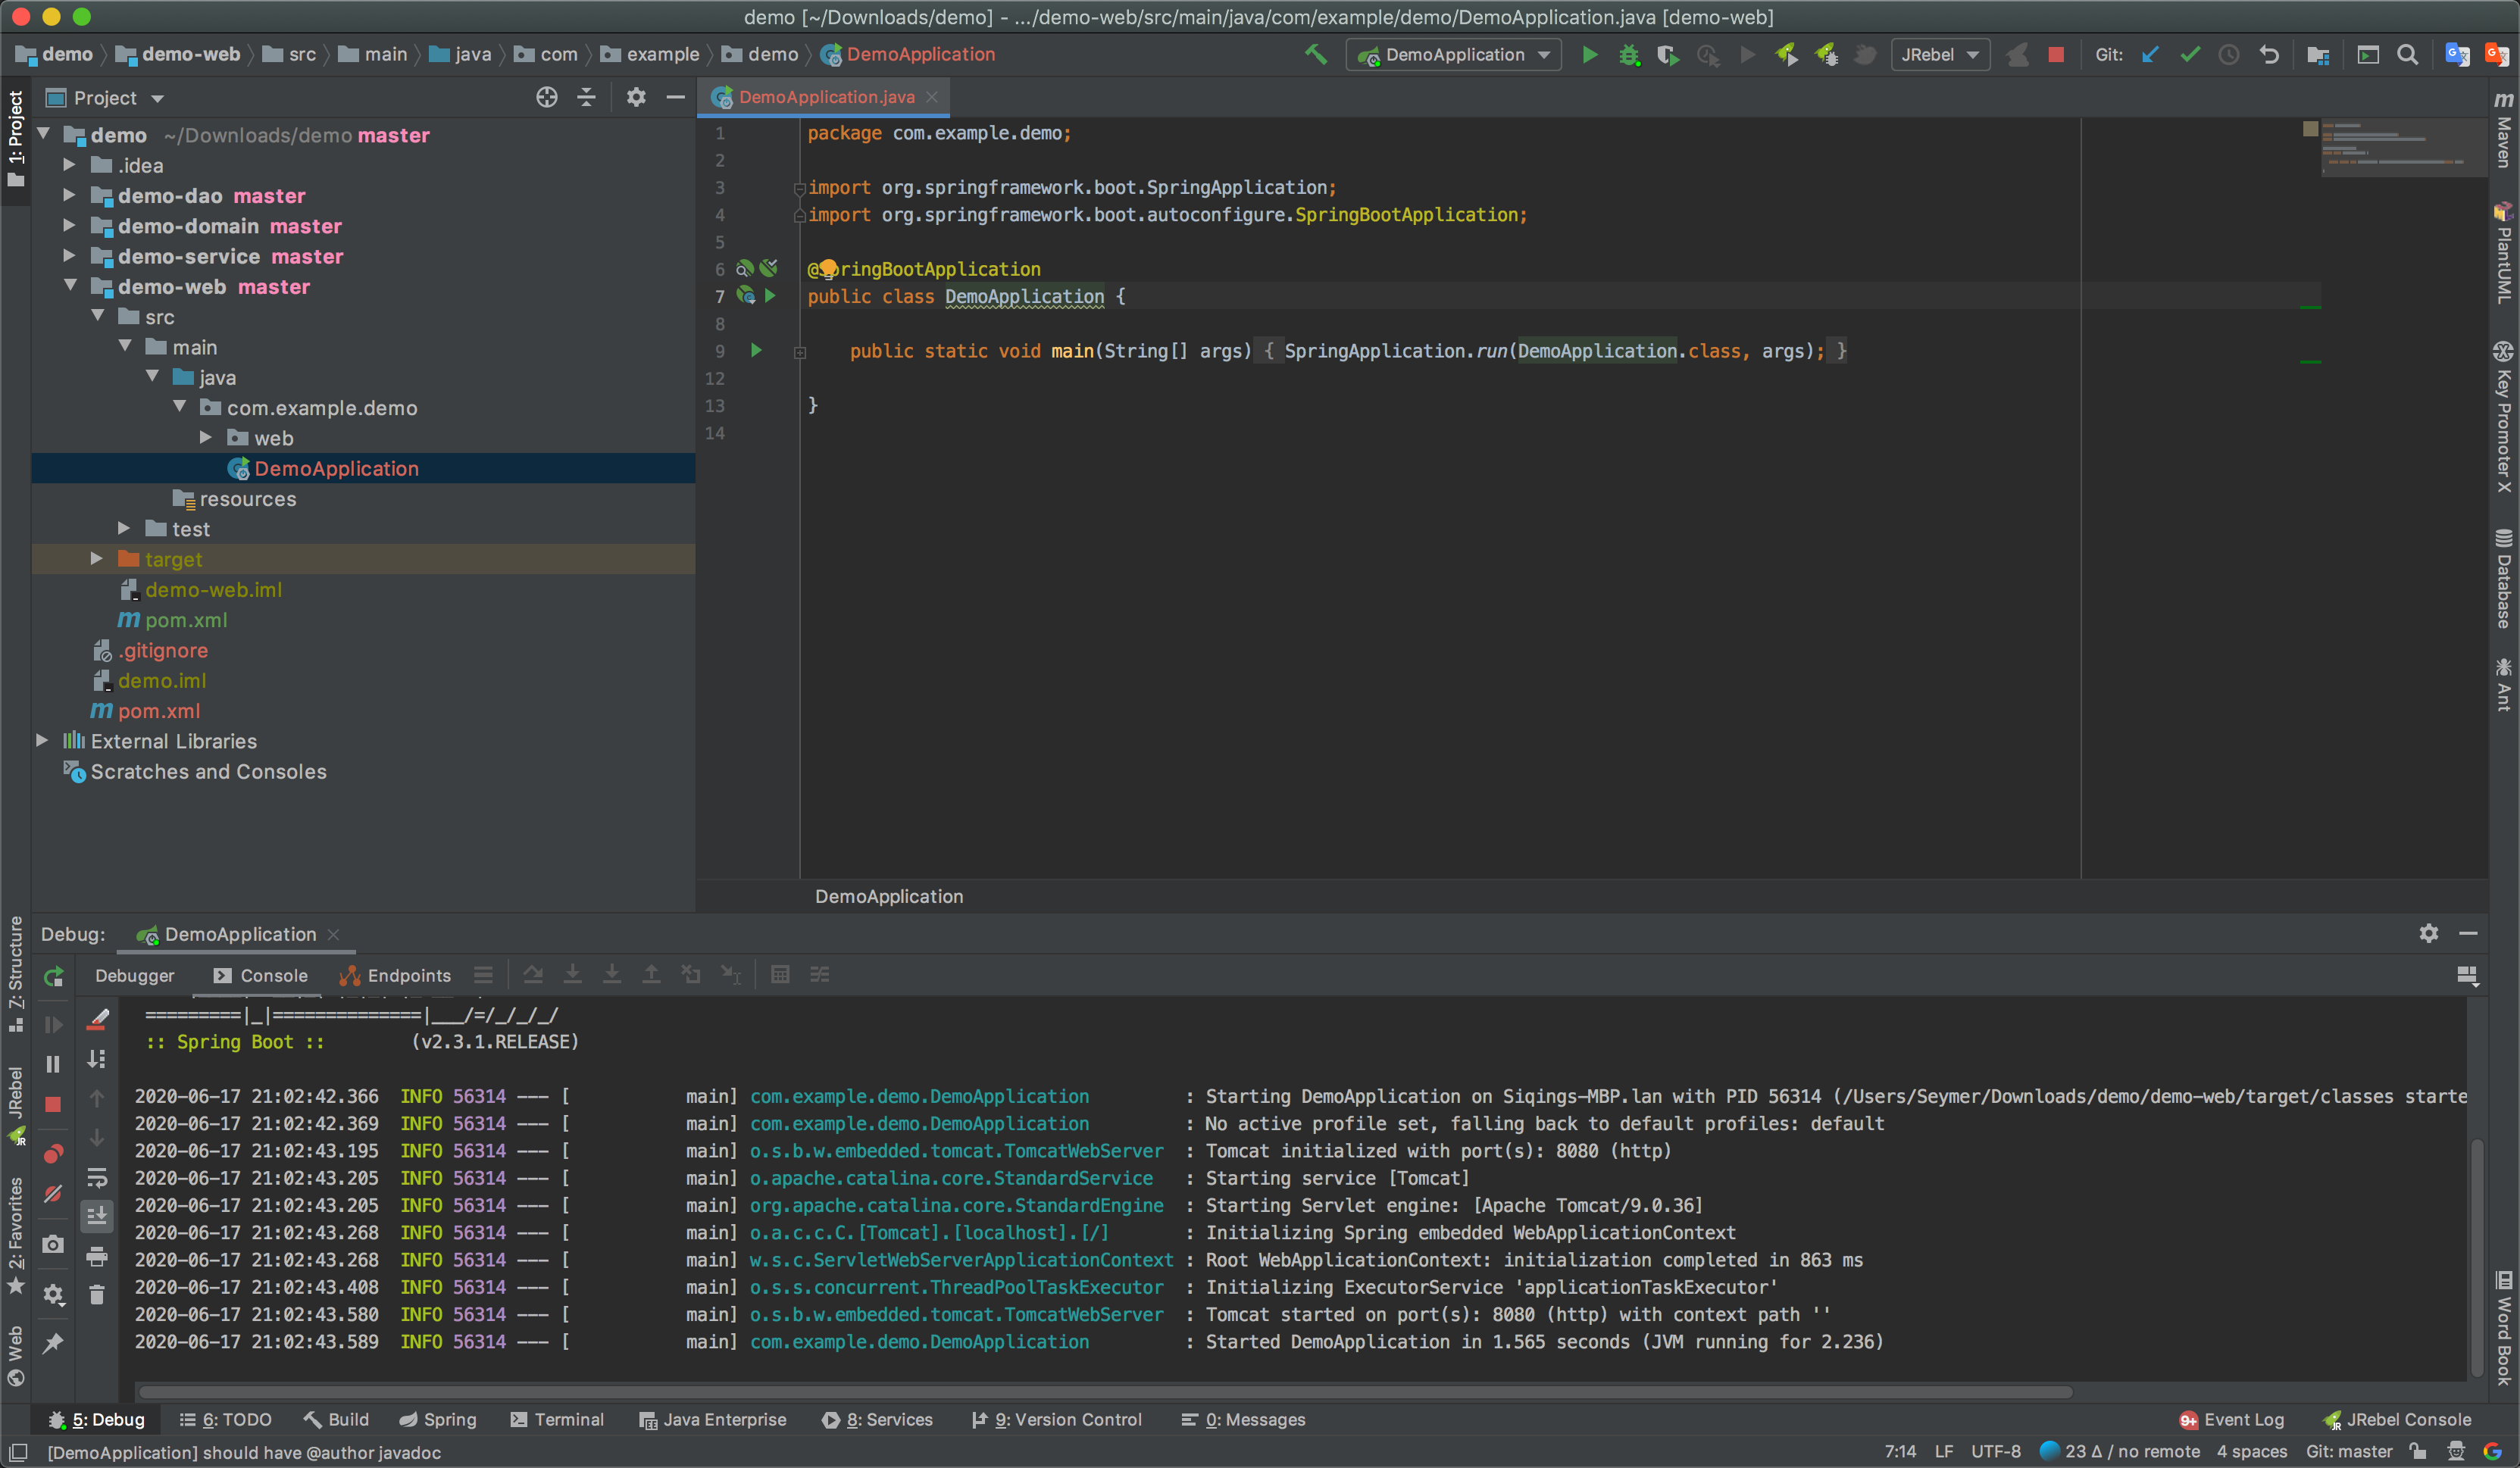 demo [~/Downloads/demo] - .../demo-web/src/main/java/com/example/demo/DemoApplication.java [demo-web]
demo demo-web src main java com example demo DemoApplication
DemoApplication JRebel Git:
1: Project
Project
demo ~/Downloads/demo master
.idea
demo-dao master
demo-domain master
demo-service master
demo-web master
src
main
java
com.example.demo
web
DemoApplication
resources
test
target
demo-web.iml
pom.xml
.gitignore
demo.iml
pom.xml
External Libraries
Scratches and Consoles
DemoApplication.java
1 package com.example.demo;
2
3 import org.springframework.boot.SpringApplication;
4 import org.springframework.boot.autoconfigure.SpringBootApplication;
5
6 @SpringBootApplication
7 public class DemoApplication {
8
9 public static void main(String[] args) { SpringApplication.run(DemoApplication.class, args); }
12
13 }
14
DemoApplication
Maven
PlantUML
Key Promoter X
Database
Ant
Word Book
7: Structure
JRebel
2: Favorites
Web
Debug: DemoApplication
Debugger Console Endpoints
=========|_|==============|___/=/_/_/_/
:: Spring Boot :: (v2.3.1.RELEASE)
2020-06-17 21:02:42.366 INFO 56314 --- [ main] com.example.demo.DemoApplication : Starting DemoApplication on Siqings-MBP.lan with PID 56314 (/Users/Seymer/Downloads/demo/demo-web/target/classes starte
2020-06-17 21:02:42.369 INFO 56314 --- [ main] com.example.demo.DemoApplication : No active profile set, falling back to default profiles: default
2020-06-17 21:02:43.195 INFO 56314 --- [ main] o.s.b.w.embedded.tomcat.TomcatWebServer : Tomcat initialized with port(s): 8080 (http)
2020-06-17 21:02:43.205 INFO 56314 --- [ main] o.apache.catalina.core.StandardService : Starting service [Tomcat]
2020-06-17 21:02:43.205 INFO 56314 --- [ main] org.apache.catalina.core.StandardEngine : Starting Servlet engine: [Apache Tomcat/9.0.36]
2020-06-17 21:02:43.268 INFO 56314 --- [ main] o.a.c.c.C.[Tomcat].[localhost].[/] : Initializing Spring embedded WebApplicationContext
2020-06-17 21:02:43.268 INFO 56314 --- [ main] w.s.c.ServletWebServerApplicationContext : Root WebApplicationContext: initialization completed in 863 ms
2020-06-17 21:02:43.408 INFO 56314 --- [ main] o.s.s.concurrent.ThreadPoolTaskExecutor : Initializing ExecutorService 'applicationTaskExecutor'
2020-06-17 21:02:43.580 INFO 56314 --- [ main] o.s.b.w.embedded.tomcat.TomcatWebServer : Tomcat started on port(s): 8080 (http) with context path ''
2020-06-17 21:02:43.589 INFO 56314 --- [ main] com.example.demo.DemoApplication : Started DemoApplication in 1.565 seconds (JVM running for 2.236)
5: Debug 6: TODO Build Spring Terminal Java Enterprise 8: Services 9: Version Control 0: Messages 9+ Event Log JRebel Console
[DemoApplication] should have @author javadoc 7:14 LF UTF-8 23 Δ / no remote 4 spaces Git: master